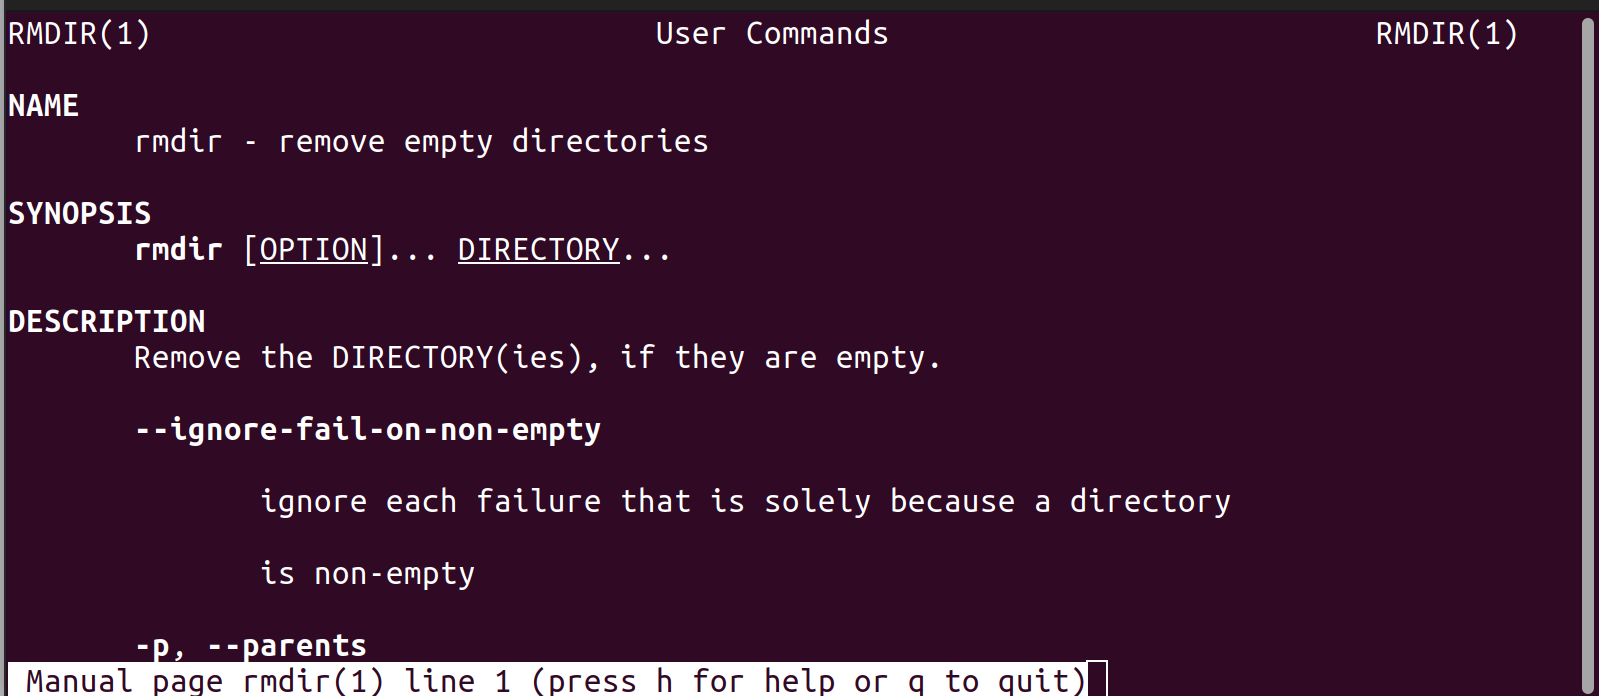 RMDIR(1) User Commands RMDIR(1)
NAME
rmdir - remove empty directories
SYNOPSIS
rmdir [OPTION]... DIRECTORY...
DESCRIPTION
Remove the DIRECTORY(ies), if they are empty.
--ignore-fail-on-non-empty
ignore each failure that is solely because a directory
is non-empty
-p, --parents
Manual page rmdir(1) line 1 (press h for help or q to quit)